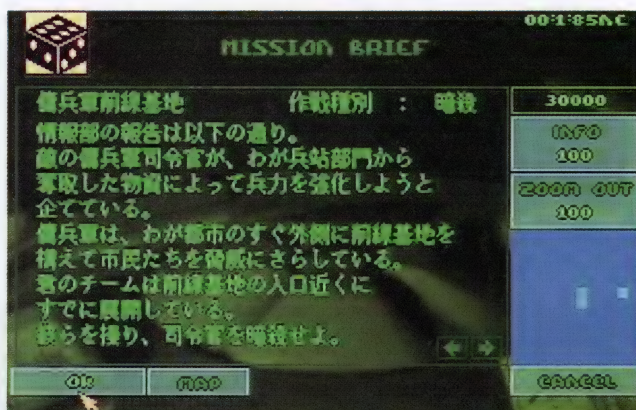 00:1:85NC
MISSION BRIEF
傭兵軍前線基地 作戦種別 : 暗殺
30000
情報部の報告は以下の通り。
敵の傭兵軍司令官が、わが兵站部門から
奪取した物資によって兵力を強化しようと
企てている。
傭兵軍は、わが都市のすぐ外側に前線基地を
構えて市民たちを脅威にさらしている。
君のチームは前線基地の入口近くに
すでに展開している。
彼らを操り、司令官を暗殺せよ。
INFO
100
ZOOM OUT
100
OK
MAP
CANCEL